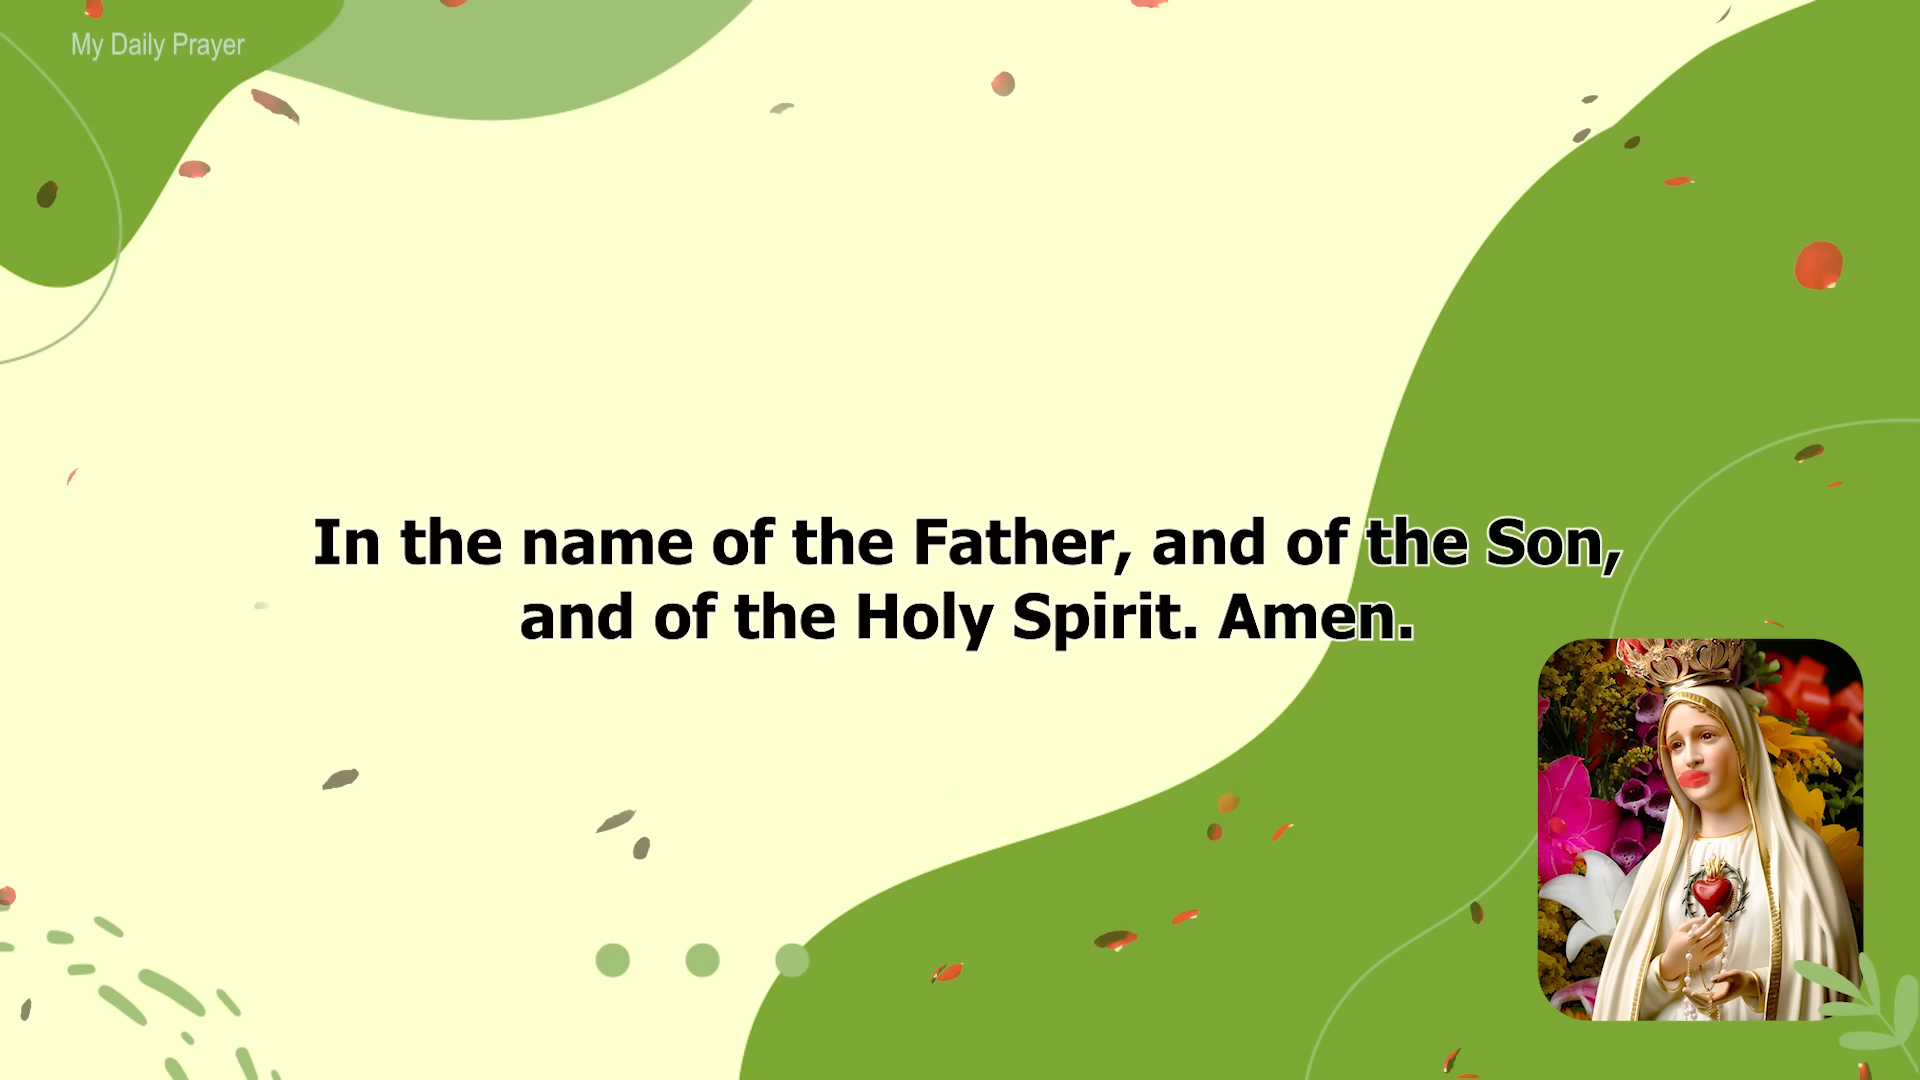 My Daily Prayer
In the name of the Father, and of the Son,
and of the Holy Spirit. Amen.